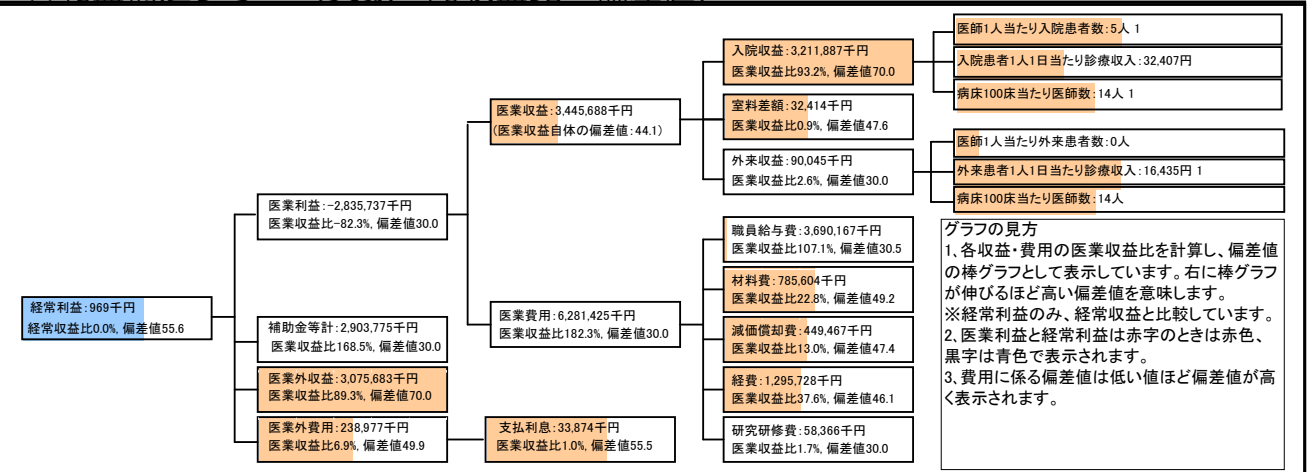 経常利益:969千円
経常収益比0.0%, 偏差値55.6
医業利益:-2,835,737千円
医業収益比-82.3%, 偏差値30.0
補助金等計:2,903,775千円
医業収益比168.5%, 偏差値30.0
医業外収益:3,075,683千円
医業収益比89.3%, 偏差値70.0
医業外費用:238,977千円
医業収益比6.9%, 偏差値49.9
医業収益:3,445,688千円
(医業収益自体の偏差値:44.1)
医業費用:6,281,425千円
医業収益比182.3%, 偏差値30.0
支払利息:33,874千円
医業収益比1.0%, 偏差値55.5
入院収益:3,211,887千円
医業収益比93.2%, 偏差値70.0
室料差額:32,414千円
医業収益比0.9%, 偏差値47.6
外来収益:90,045千円
医業収益比2.6%, 偏差値30.0
職員給与費:3,690,167千円
医業収益比107.1%, 偏差値30.5
材料費:785,604千円
医業収益比22.8%, 偏差値49.2
減価償却費:449,467千円
医業収益比13.0%, 偏差値47.4
経費:1,295,728千円
医業収益比37.6%, 偏差値46.1
研究研修費:58,366千円
医業収益比1.7%, 偏差値30.0
医師1人当たり入院患者数:5人 1
入院患者1人1日当たり診療収入:32,407円
病床100床当たり医師数:14人 1
医師1人当たり外来患者数:0人
外来患者1人1日当たり診療収入:16,435円 1
病床100床当たり医師数:14人
グラフの見方
1、各収益・費用の医業収益比を計算し、偏差値
の棒グラフとして表示しています。右に棒グラフ
が伸びるほど高い偏差値を意味します。
※経常利益のみ、経常収益と比較しています。
2、医業利益と経常利益は赤字のときは赤色、
黒字は青色で表示されます。
3、費用に係る偏差値は低い値ほど偏差値が高
く表示されます。